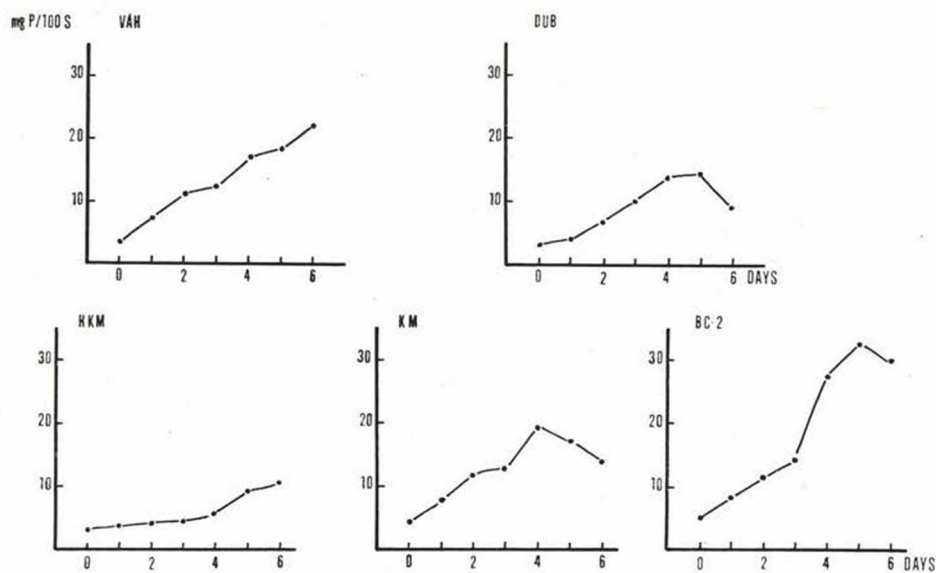 mg P/100 S VÁH DUB
30 30
20 20
10 10
0 2 4 6 0 2 4 6 DAYS
HKM KM BC-2
30 30 30
20 20 20
10 10 10
0 2 4 6 0 2 4 6 0 2 4 6 DAYS